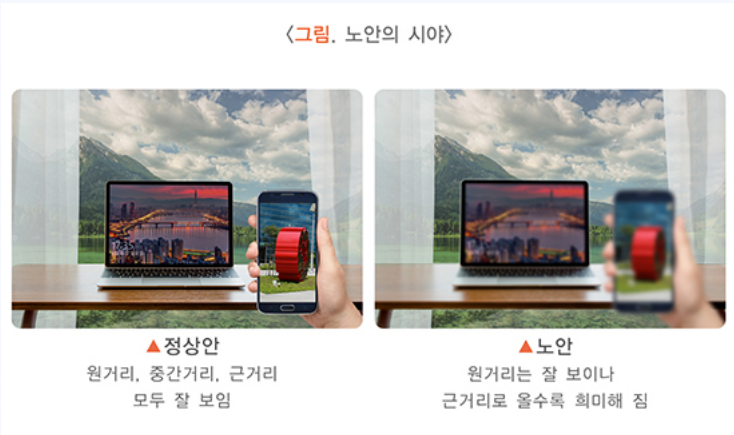 〈그림. 노안의 시야〉
▲정상안
원거리, 중간거리, 근거리
모두 잘 보임
▲노안
원거리는 잘 보이나
근거리로 올수록 희미해 짐